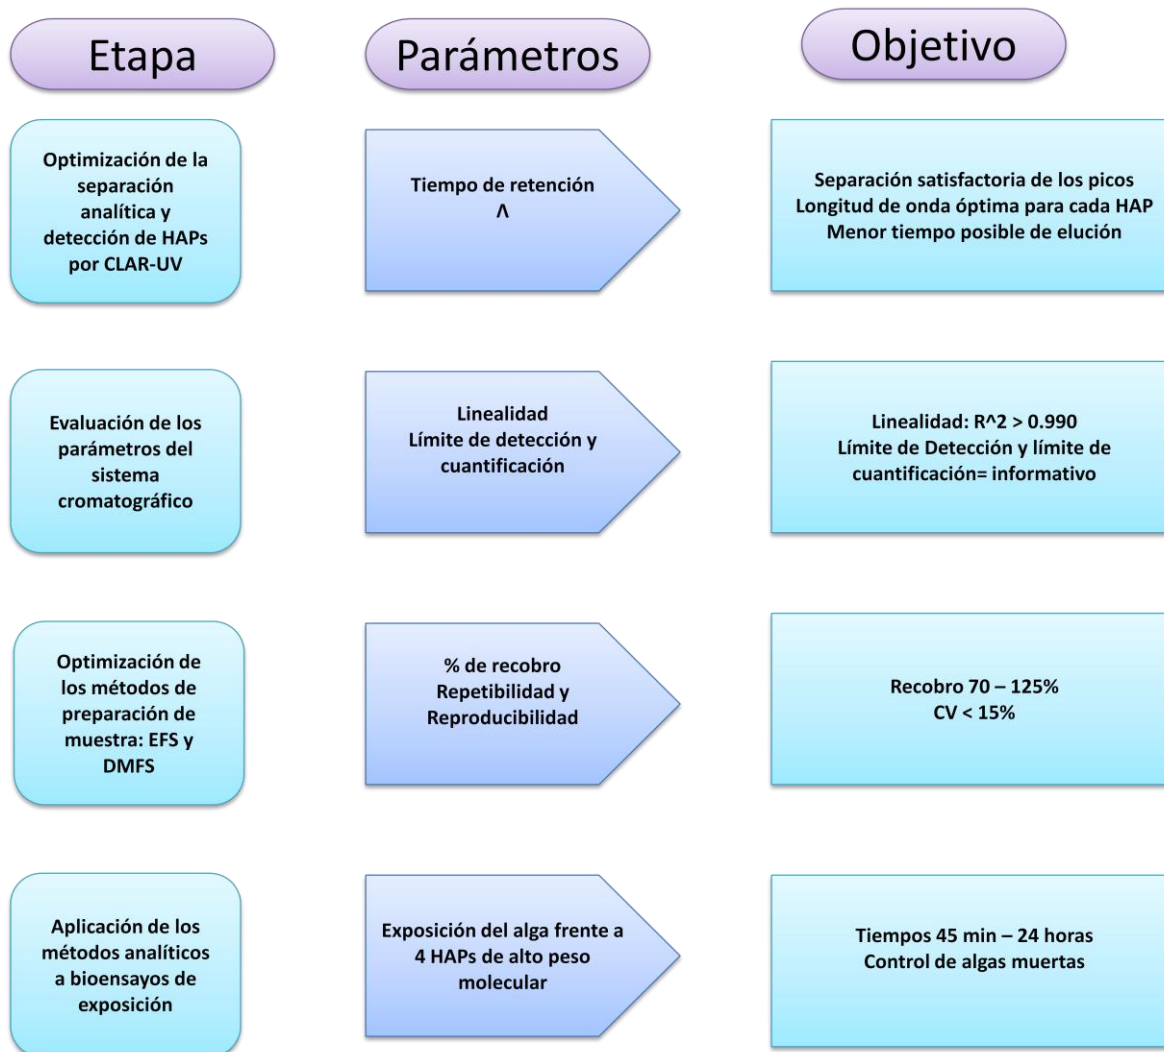 Etapa
Parámetros
Objetivo
Optimización de la
separación
analítica y
detección de HAPs
por CLAR-UV
Tiempo de retención
Λ
Separación satisfactoria de los picos
Longitud de onda óptima para cada HAP
Menor tiempo posible de elución
Evaluación de los
parámetros del
sistema
cromatográfico
Linealidad
Límite de detección y
cuantificación
Linealidad: R^2 > 0.990
Límite de Detección y límite de
cuantificación= informativo
Optimización de
los métodos de
preparación de
muestra: EFS y
DMFS
% de recobro
Repetibilidad y
Reproducibilidad
Recobro 70 – 125%
CV < 15%
Aplicación de los
métodos analíticos
a bioensayos de
exposición
Exposición del alga frente a
4 HAPs de alto peso
molecular
Tiempos 45 min – 24 horas
Control de algas muertas